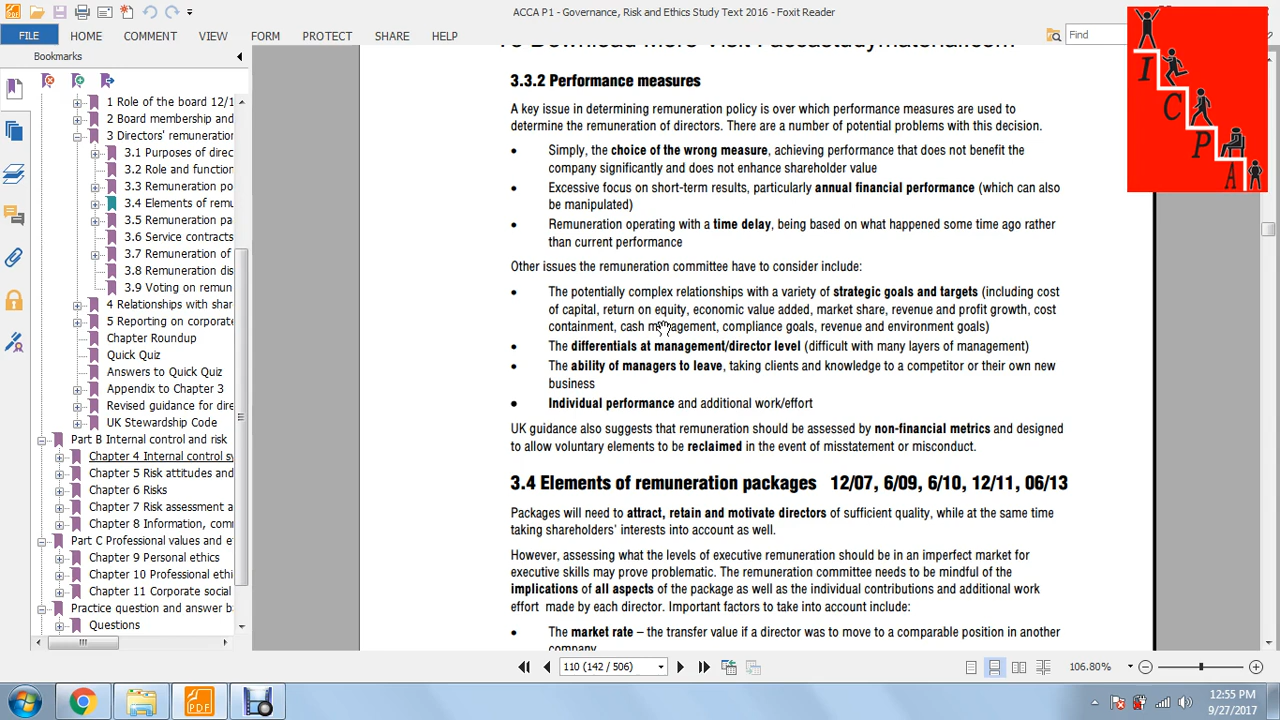 ACCA P1 - Governance, Risk and Ethics Study Text 2016 - Foxit Reader
FILE HOME COMMENT VIEW FORM PROTECT SHARE HELP
Find
Bookmarks
1 Role of the board 12/1
2 Board membership and
3 Directors' remuneration
3.1 Purposes of direc
3.2 Role and function
3.3 Remuneration po
3.4 Elements of remu
3.5 Remuneration pa
3.6 Service contracts
3.7 Remuneration of
3.8 Remuneration dis
3.9 Voting on remun
4 Relationships with shar
5 Reporting on corporate
Chapter Roundup
Quick Quiz
Answers to Quick Quiz
Appendix to Chapter 3
Revised guidance for dire
UK Stewardship Code
Part B Internal control and risk
Chapter 4 Internal control sy
Chapter 5 Risk attitudes and
Chapter 6 Risks
Chapter 7 Risk assessment a
Chapter 8 Information, comm
Part C Professional values and et
Chapter 9 Personal ethics
Chapter 10 Professional ethi
Chapter 11 Corporate social
Practice question and answer b
Questions
To Download More Visit Faccastudymaterial.com
3.3.2 Performance measures
A key issue in determining remuneration policy is over which performance measures are used to
determine the remuneration of directors. There are a number of potential problems with this decision.
• Simply, the choice of the wrong measure, achieving performance that does not benefit the
company significantly and does not enhance shareholder value
• Excessive focus on short-term results, particularly annual financial performance (which can also
be manipulated)
• Remuneration operating with a time delay, being based on what happened some time ago rather
than current performance
Other issues the remuneration committee have to consider include:
• The potentially complex relationships with a variety of strategic goals and targets (including cost
of capital, return on equity, economic value added, market share, revenue and profit growth, cost
containment, cash management, compliance goals, revenue and environment goals)
• The differentials at management/director level (difficult with many layers of management)
• The ability of managers to leave, taking clients and knowledge to a competitor or their own new
business
• Individual performance and additional work/effort
UK guidance also suggests that remuneration should be assessed by non-financial metrics and designed
to allow voluntary elements to be reclaimed in the event of misstatement or misconduct.
3.4 Elements of remuneration packages 12/07, 6/09, 6/10, 12/11, 06/13
Packages will need to attract, retain and motivate directors of sufficient quality, while at the same time
taking shareholders' interests into account as well.
However, assessing what the levels of executive remuneration should be in an imperfect market for
executive skills may prove problematic. The remuneration committee needs to be mindful of the
implications of all aspects of the package as well as the individual contributions and additional work
effort made by each director. Important factors to take into account include:
• The market rate – the transfer value if a director was to move to a comparable position in another
company
I
C
P
A
110 (142 / 506)
106.80%
PDF
12:55 PM
9/27/2017